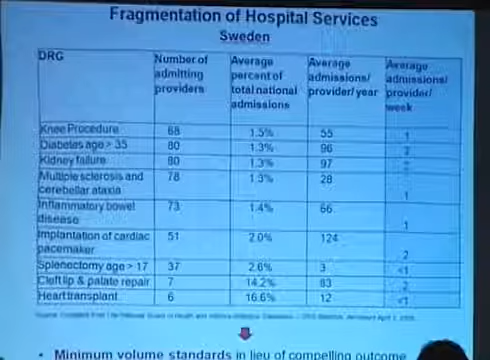 Fragmentation of Hospital Services
Sweden
DRG Number of admitting providers Average percent of total national admissions Average admissions/ provider/ year Average admissions/ provider/ week
Knee Procedure 68 1.5% 55 1
Diabetes age > 35 80 1.3% 96 2
Kidney failure 80 1.3% 97
Multiple sclerosis and cerebellar ataxia 78 1.3% 28 1
Inflammatory bowel disease 73 1.4% 66 1
Implantation of cardiac pacemaker 51 2.0% 124 2
Splenectomy age > 17 37 2.6% 3 <1
Cleft lip & palate repair 7 14.2% 83 2
Heart transplant 6 16.6% 12 <1
• Minimum volume standards in lieu of compelling outcome